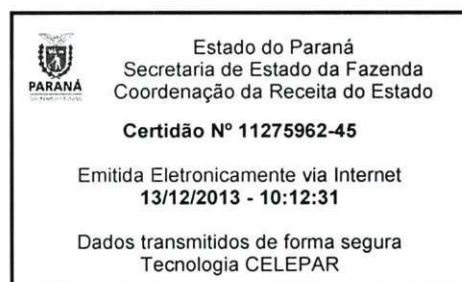 Estado do Paraná
Secretaria de Estado da Fazenda
PARANÁ
Coordenação da Receita do Estado
Certidão Nº 11275962-45
Emitida Eletronicamente via Internet
13/12/2013 - 10:12:31
Dados transmitidos de forma segura
Tecnologia CELEPAR